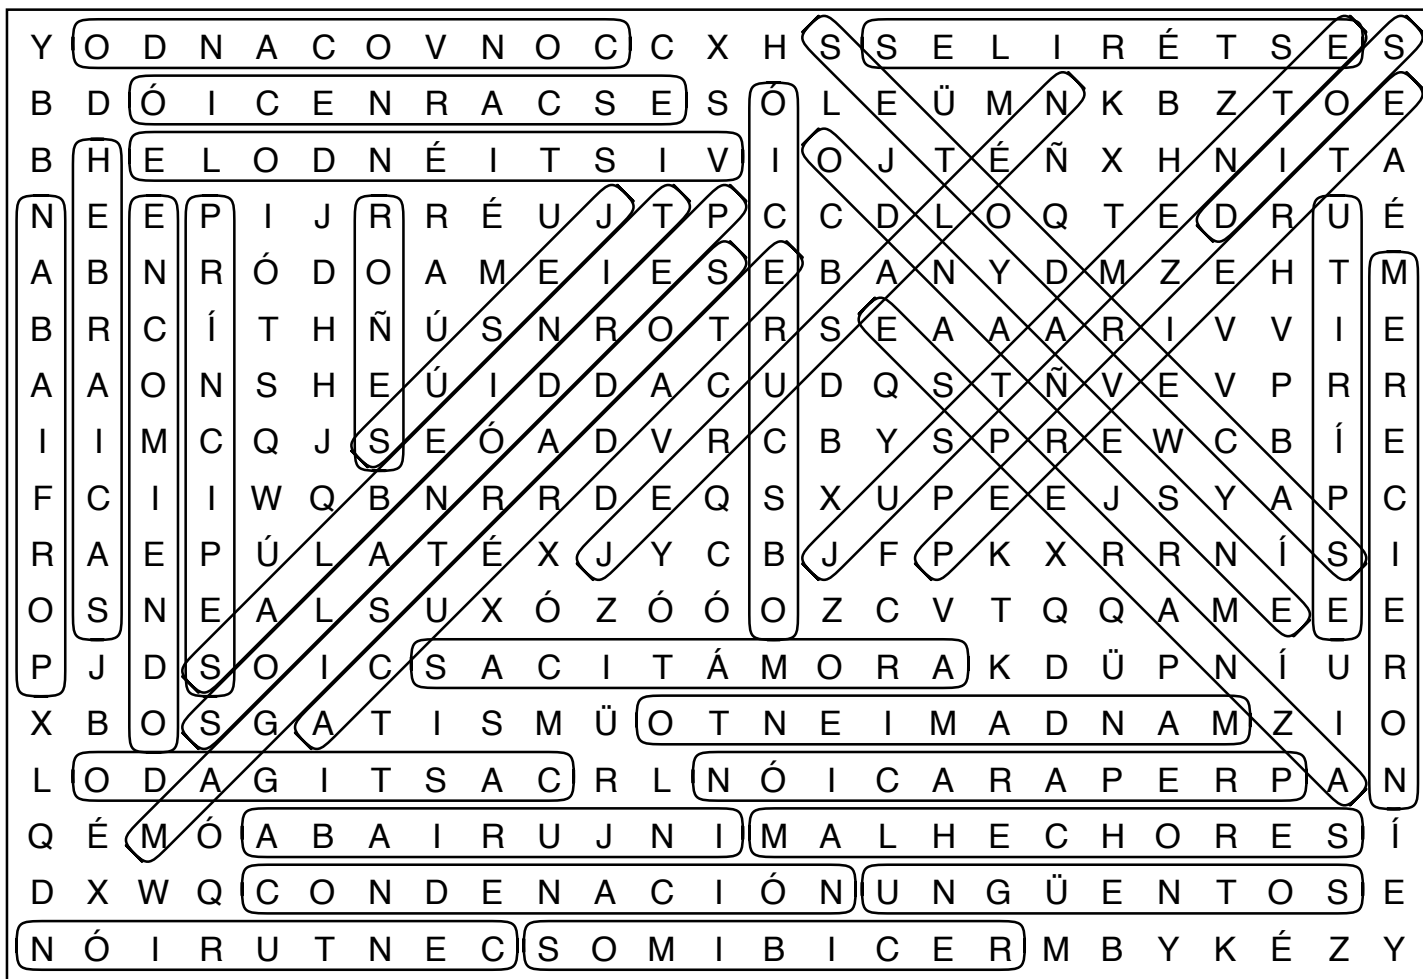 Y O D N A C O V N O C C X H S S E L I R É T S E S
B D Ó I C E N R A C S E S Ó L E Ü M N K B Z T O E
B H E L O D N É I T S I V I O J T É Ñ X H N I T A
N E E P I J R R É U J T P C C D L O Q T E D R U É
A B N R Ó D O A M E I E S E B A N Y D M Z E H T M
B R C Í T H Ñ Ú S N R O T R S E A A A R I V V I E
A A O N S H E Ú I D D A C U D Q S T Ñ V E V P R R
I I M C Q J S E Ó A D V R C B Y S P R E W C B Í E
F C I I W Q B N R R D E Q S X U P E E J S Y A P C
R A E P Ú L A T É X J Y C B J F P K X R R N Í S I
O S N E A L S U X Ó Z Ó Ó O Z C V T Q Q A M E E E
P J D S O I C S A C I T Á M O R A K D Ü P N Í U R
X B O S G A T I S M Ü O T N E I M A D N A M Z I O
L O D A G I T S A C R L N Ó I C A R A P E R P A N
Q É M Ó A B A I R U J N I M A L H E C H O R E S Í
D X W Q C O N D E N A C I Ó N U N G Ü E N T O S E
N Ó I R U T N E C S O M I B I C E R M B Y K É Z Y